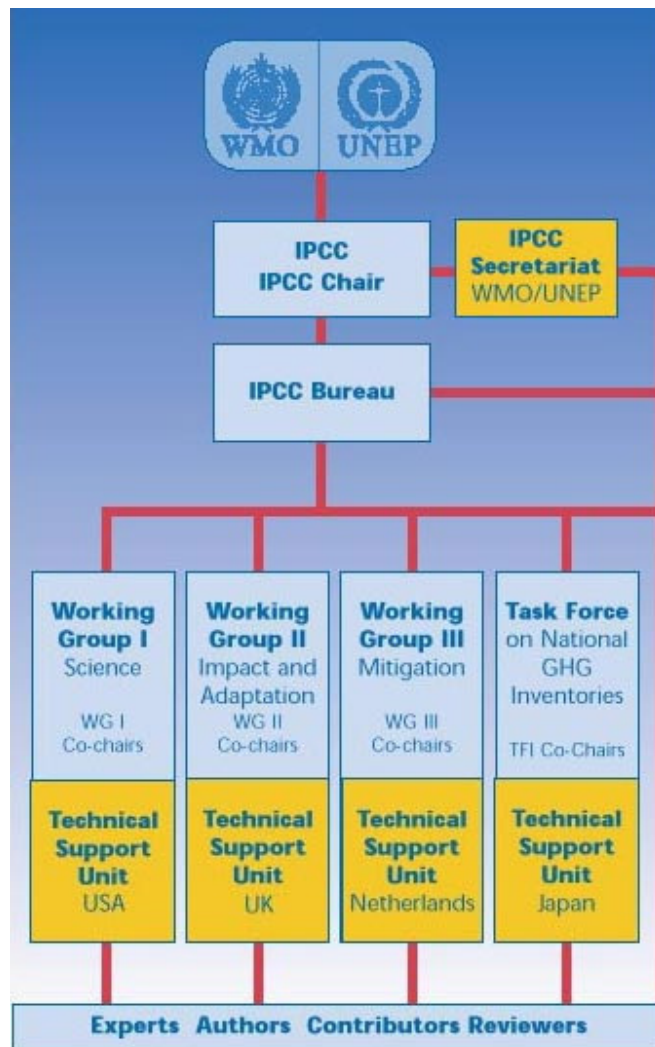 WMO UNEP
IPCC
IPCC Chair
IPCC
Secretariat
WMO/UNEP
IPCC Bureau
Working
Group I
Science
WG I
Co-chairs
Technical
Support
Unit
USA
Working
Group II
Impact and
Adaptation
WG II
Co-chairs
Technical
Support
Unit
UK
Working
Group III
Mitigation
WG III
Co-chairs
Technical
Support
Unit
Netherlands
Task Force
on National
GHG
Inventories
TFI Co-Chairs
Technical
Support
Unit
Japan
Experts Authors Contributors Reviewers